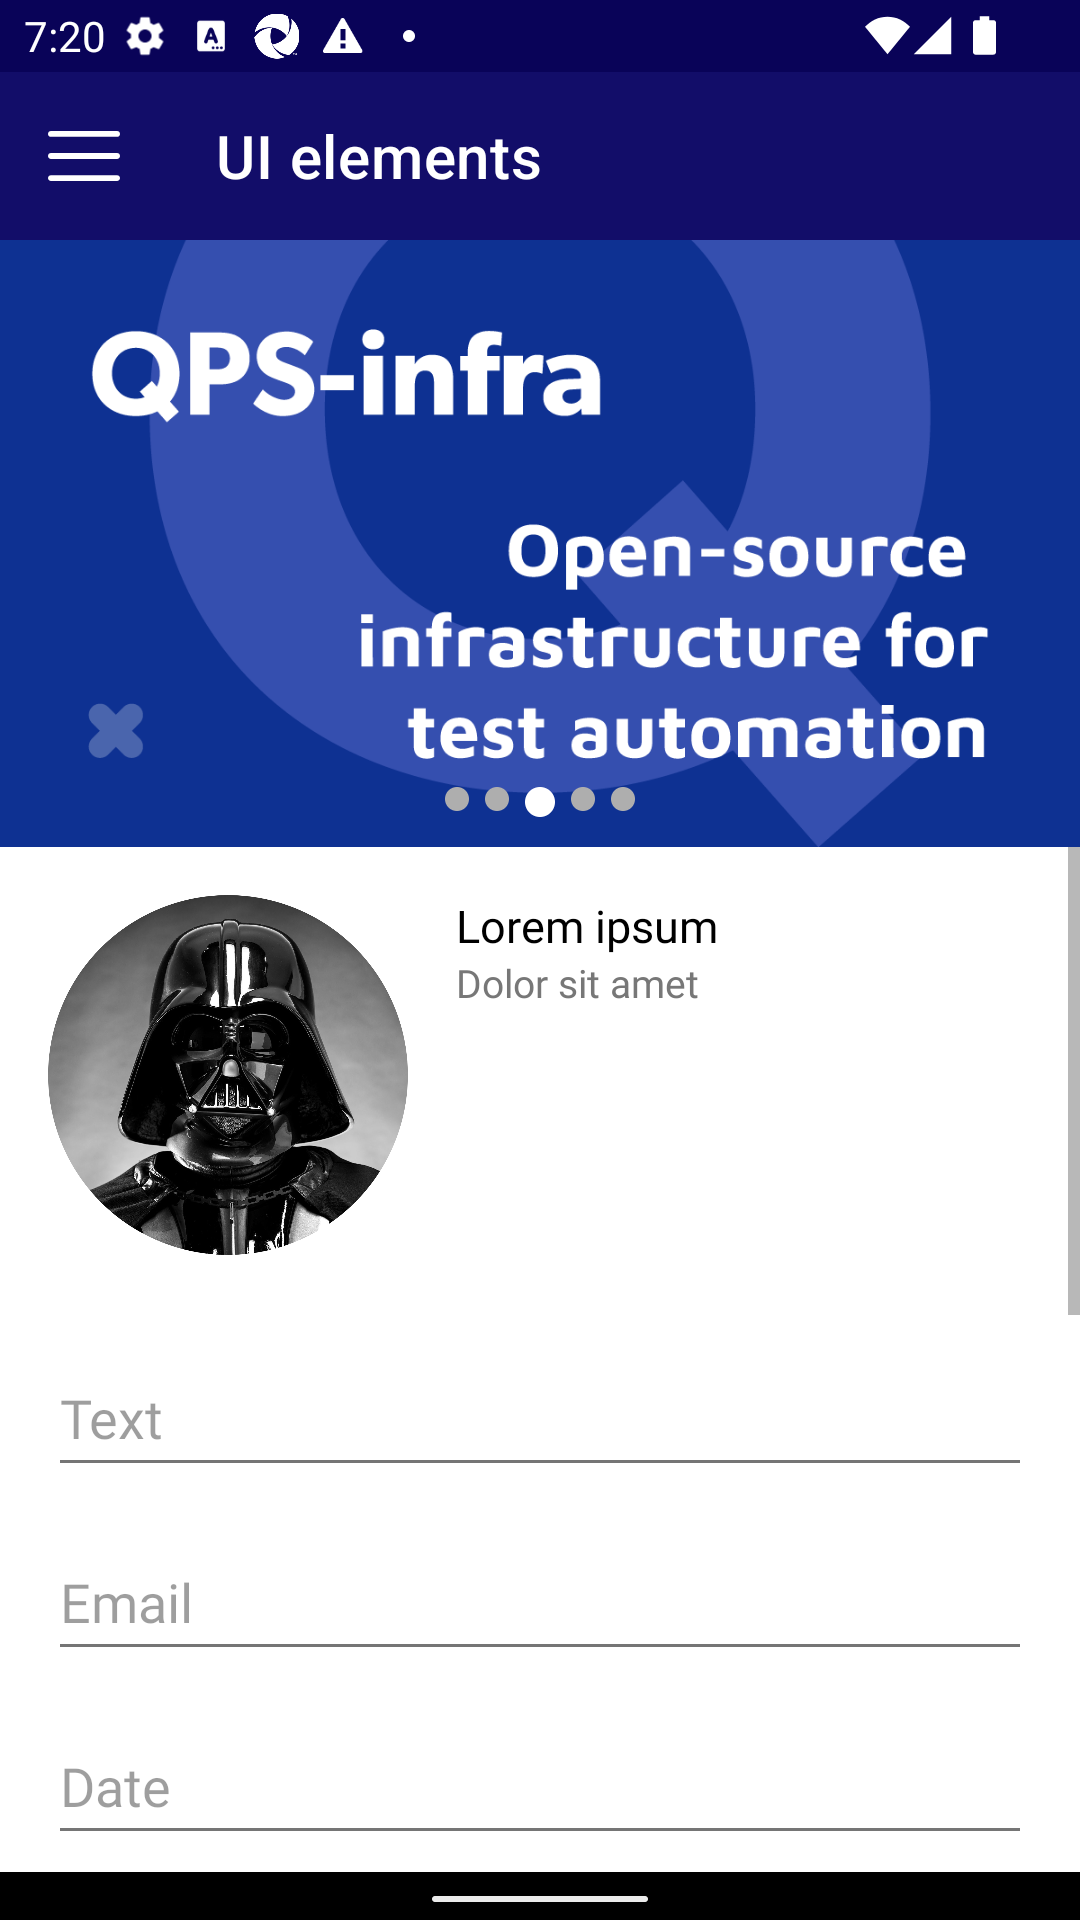 7:20
UI elements
QPS-infra
Open-source
infrastructure for
test automation
Lorem ipsum
Dolor sit amet
Text
Email
Date